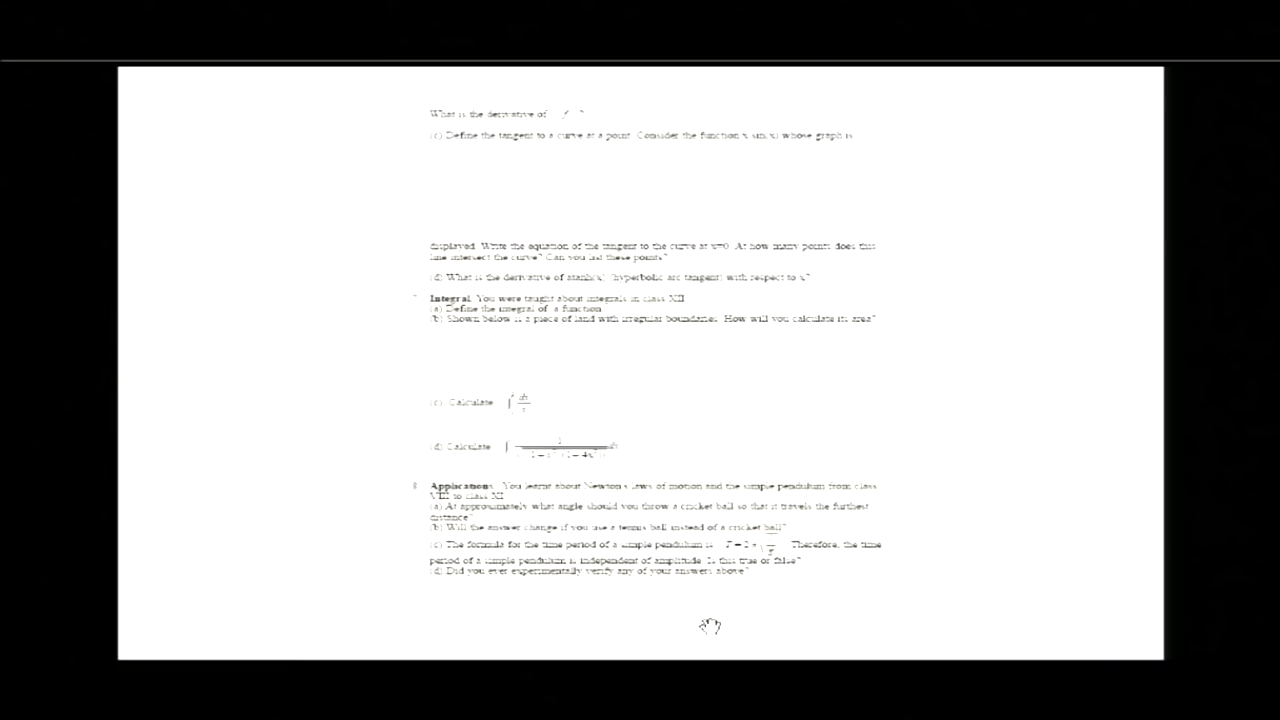 What is the derivative of
(c) Define the tangent to a curve at a point. Consider the function x sin(x) whose graph is
displayed. Write the equation of the tangent to the curve at x=0. At how many points does this
line intersect the curve? Can you list these points?
(d) What is the derivative of atanh(x) (hyperbolic arc tangent) with respect to x?
Integral. You were taught about integrals in class XII
(a) Define the integral of a function
(b) Shown below is a piece of land with irregular boundaries. How will you calculate its area?
(c) Calculate
(d) Calculate
8 Applications. You learnt about Newton's laws of motion and the simple pendulum from class
VIII to class XI
(a) At approximately what angle should you throw a cricket ball so that it travels the furthest
distance?
(b) Will the answer change if you use a tennis ball instead of a cricket ball?
(c) The formula for the time period of a simple pendulum is Therefore, the time
period of a simple pendulum is independent of amplitude. Is this true or false?
(d) Did you ever experimentally verify any of your answers above?